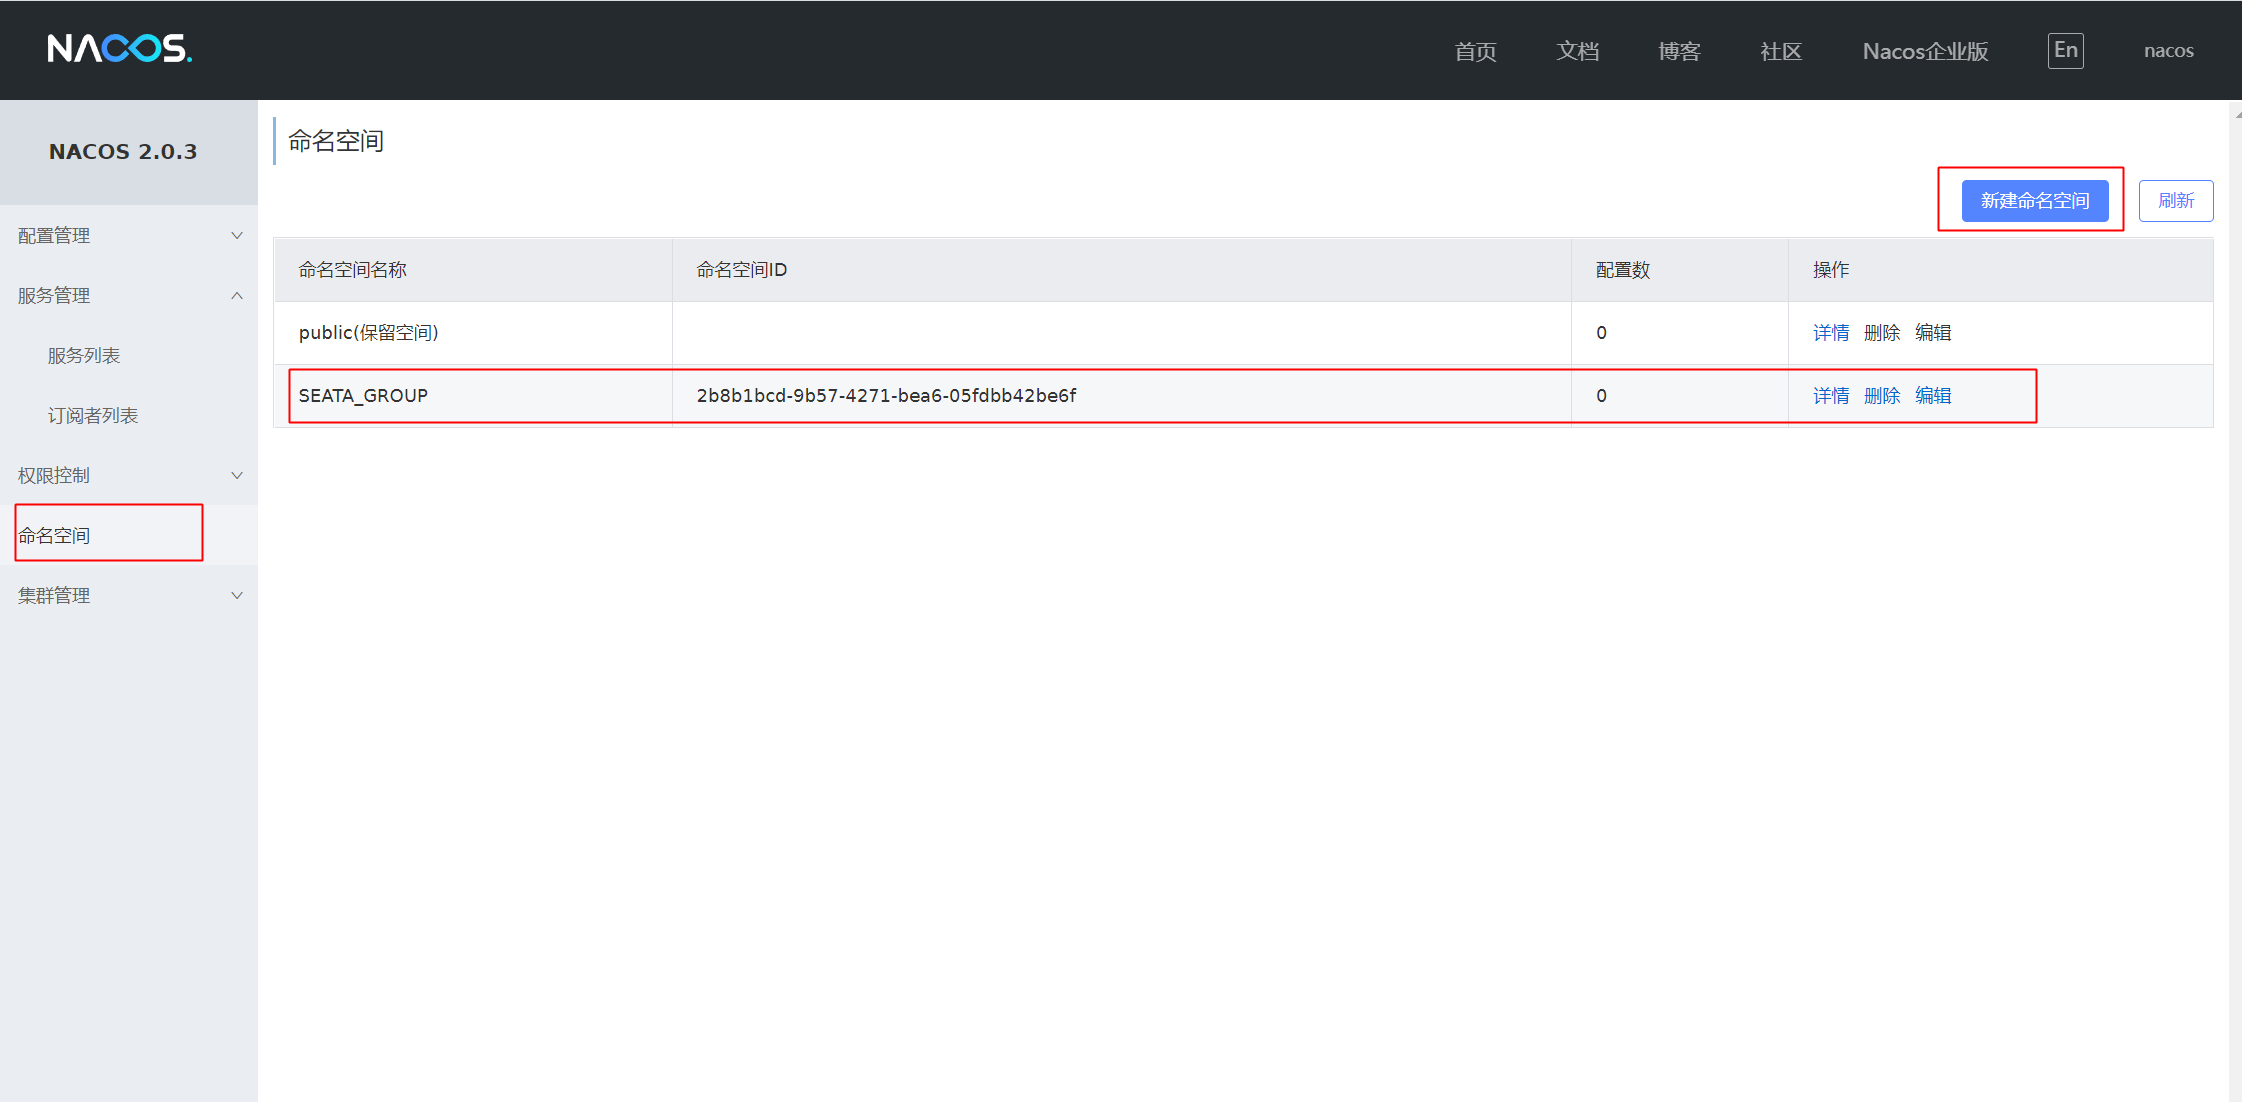 NACOS.
首页 文档 博客 社区 Nacos企业版 En nacos
NACOS 2.0.3
配置管理
服务管理
服务列表
订阅者列表
权限控制
命名空间
集群管理
命名空间
新建命名空间 刷新
命名空间名称 命名空间ID 配置数 操作
public(保留空间) 0 详情 删除 编辑
SEATA_GROUP 2b8b1bcd-9b57-4271-bea6-05fdbb42be6f 0 详情 删除 编辑